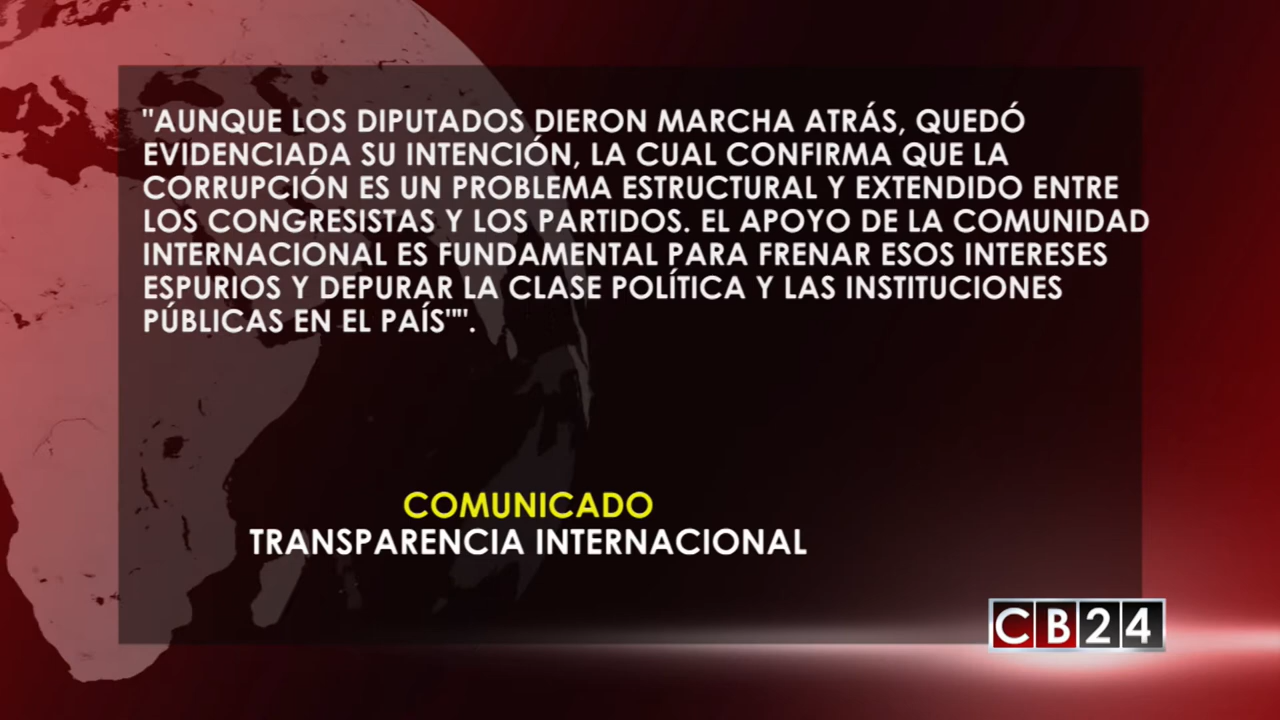 "AUNQUE LOS DIPUTADOS DIERON MARCHA ATRÁS, QUEDÓ
EVIDENCIADA SU INTENCIÓN, LA CUAL CONFIRMA QUE LA
CORRUPCIÓN ES UN PROBLEMA ESTRUCTURAL Y EXTENDIDO ENTRE
LOS CONGRESISTAS Y LOS PARTIDOS. EL APOYO DE LA COMUNIDAD
INTERNACIONAL ES FUNDAMENTAL PARA FRENAR ESOS INTERESES
ESPURIOS Y DEPURAR LA CLASE POLÍTICA Y LAS INSTITUCIONES
PÚBLICAS EN EL PAÍS"".
COMUNICADO
TRANSPARENCIA INTERNACIONAL
CB24